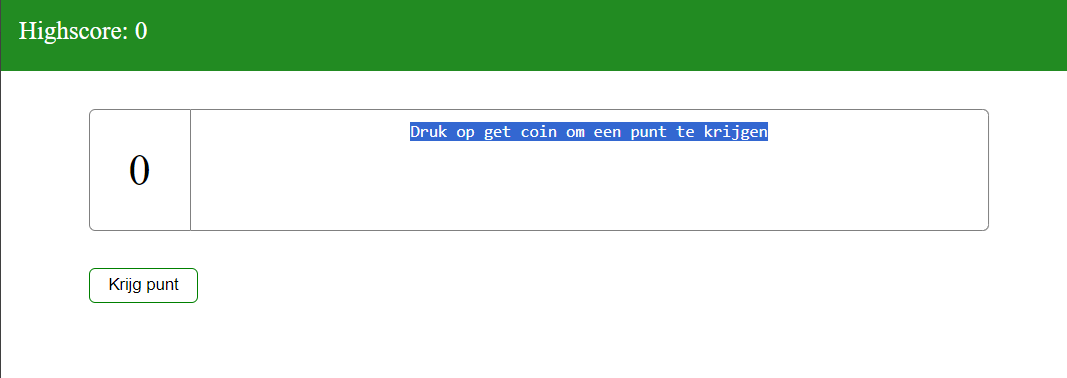 Highscore: 0
0
Druk op get coin om een punt te krijgen
Krijg punt